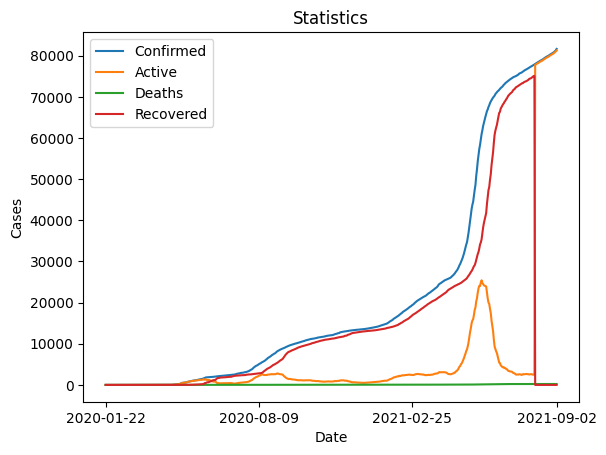 Statistics
Confirmed
Active
Deaths
Recovered
80000
70000
60000
50000
40000
30000
20000
10000
0
Cases
2020-01-22 2020-08-09 2021-02-25 2021-09-02
Date